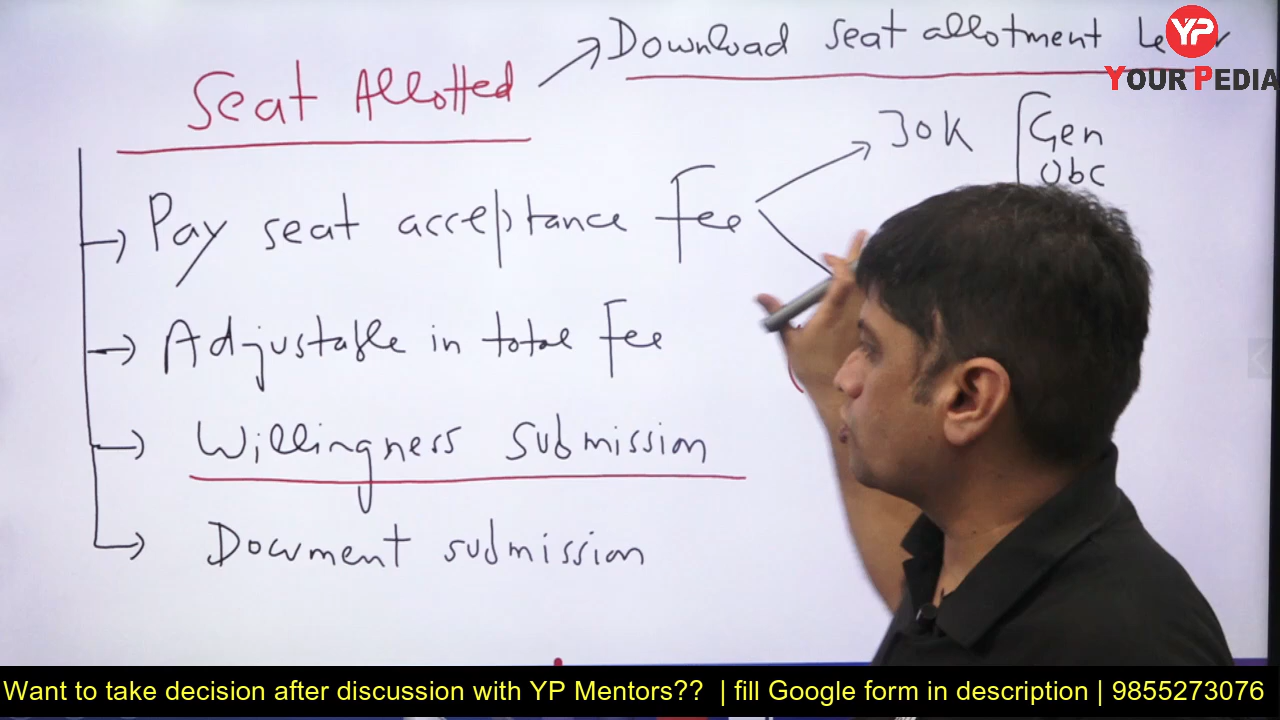 Download seat allotment
YP
YOUR PEDIA
Seat Allotted
30K Gen
Obc
Pay seat acceptance Fee
Adjustable in total Fee
Willingness submission
Document submission
Want to take decision after discussion with YP Mentors?? | fill Google form in description | 9855273076